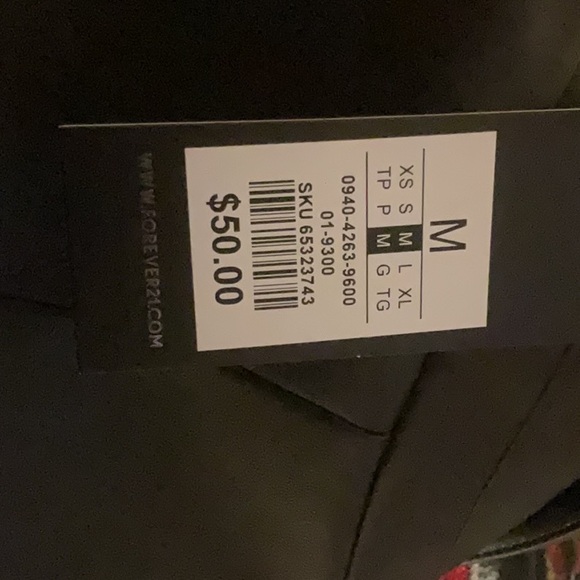 M
XS S M L XL
TP P M G TG
0940-4263-9600
01-9300
SKU 65323743
$50.00
WWW.FOREVER21.COM